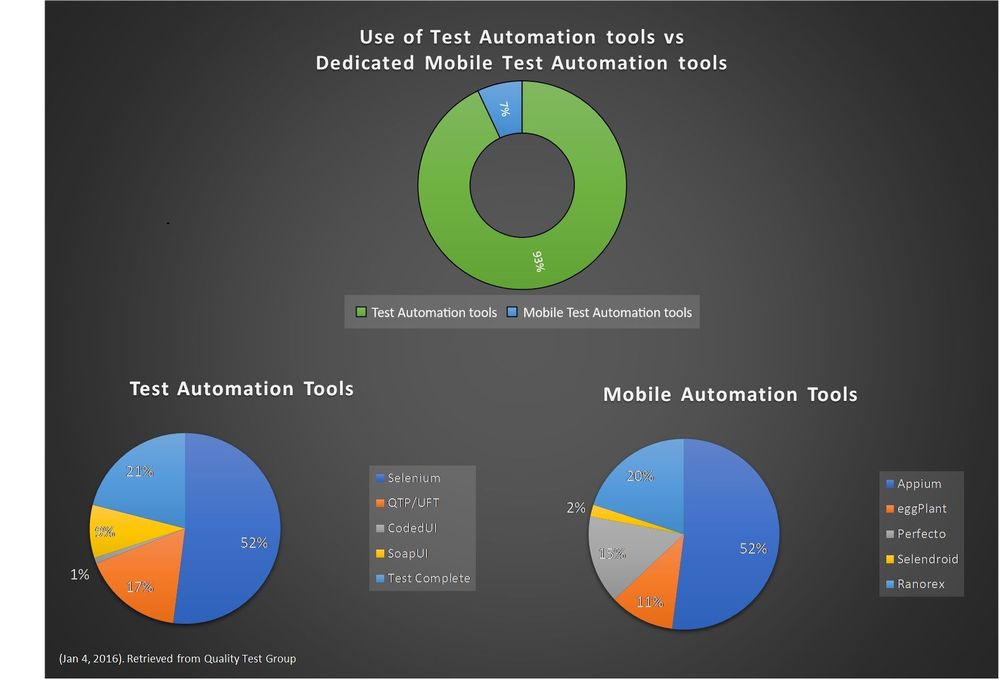 Use of Test Automation tools vs
Dedicated Mobile Test Automation tools
7%
93%
Test Automation tools
Mobile Test Automation tools
Test Automation Tools
21%
52%
1%
17%
Selenium
QTP/UFT
CodedUI
SoapUI
Test Complete
Mobile Automation Tools
20%
2%
52%
15%
11%
Appium
eggPlant
Perfecto
Selendroid
Ranorex
(Jan 4, 2016). Retrieved from Quality Test Group